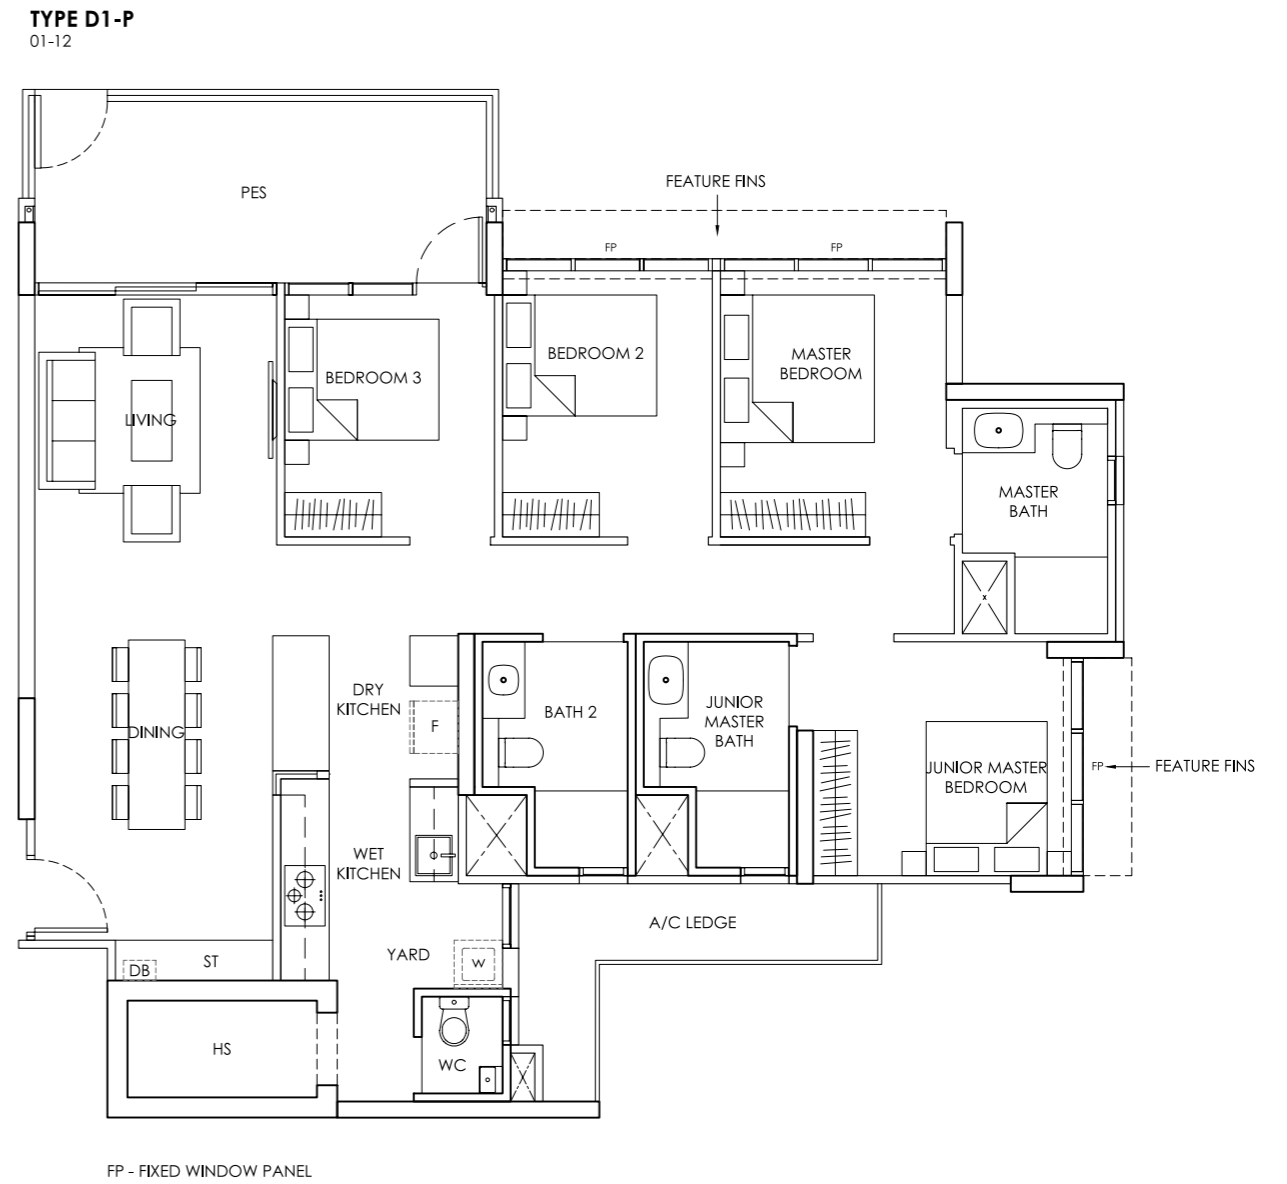 TYPE D1-P
01-12
PES
FEATURE FINS
FP
FP
BEDROOM 3
BEDROOM 2
MASTER
BEDROOM
LIVING
MASTER
BATH
DRY
KITCHEN
F
BATH 2
JUNIOR
MASTER
BATH
DINING
JUNIOR MASTER
BEDROOM
FP
FEATURE FINS
WET
KITCHEN
A/C LEDGE
YARD
W
ST
DB
HS
WC
FP - FIXED WINDOW PANEL